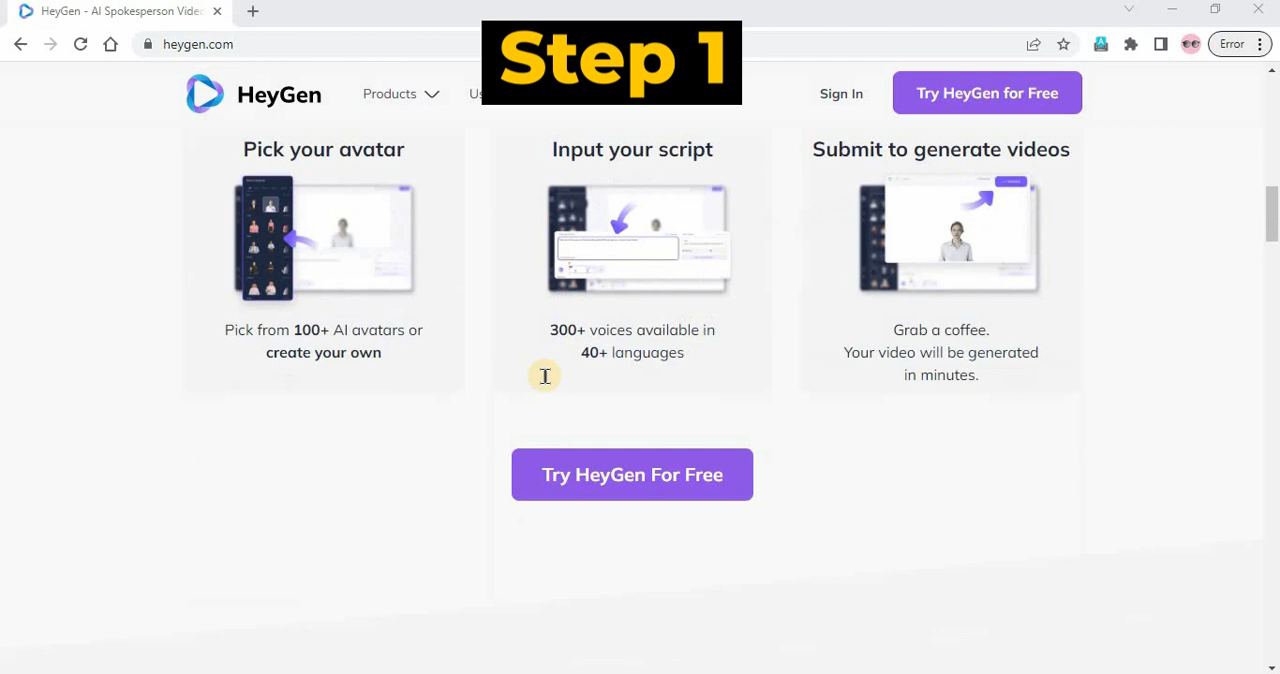 HeyGen - AI Spokesperson Vide
heygen.com
Error
Step 1
HeyGen
Products
Us
Sign In
Try HeyGen for Free
Pick your avatar
Input your script
Submit to generate videos
Pick from 100+ AI avatars or
create your own
300+ voices available in
40+ languages
Grab a coffee.
Your video will be generated
in minutes.
Try HeyGen For Free